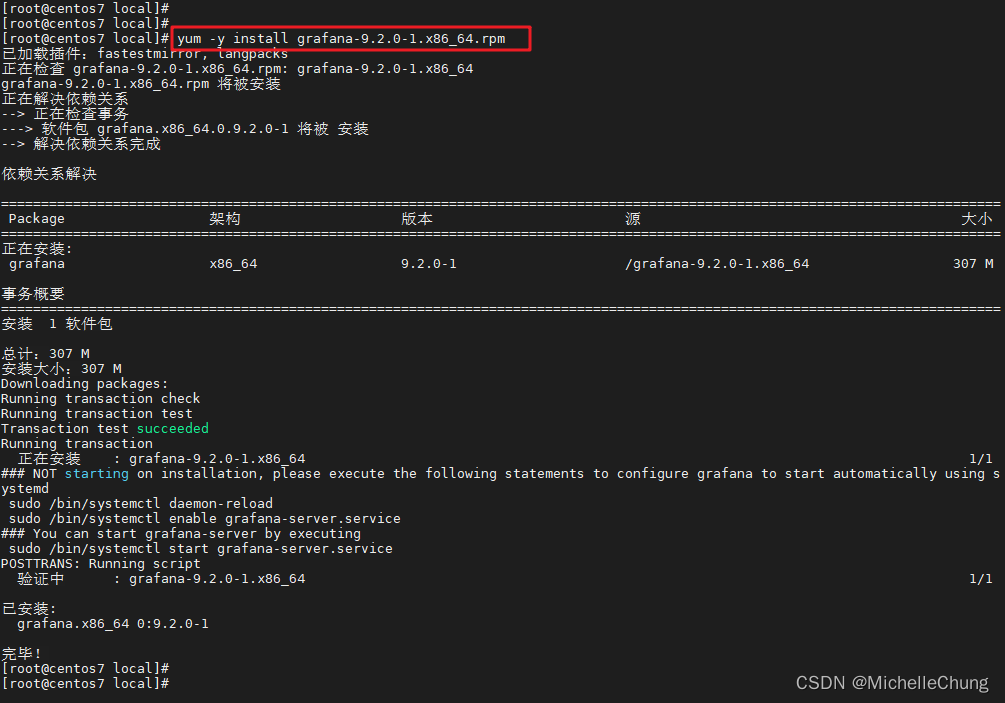 [root@centos7 local]#
[root@centos7 local]#
[root@centos7 local]# yum -y install grafana-9.2.0-1.x86_64.rpm
已加载插件：fastestmirror, langpacks
正在检查 grafana-9.2.0-1.x86_64.rpm: grafana-9.2.0-1.x86_64
grafana-9.2.0-1.x86_64.rpm 将被安装
正在解决依赖关系
--> 正在检查事务
---> 软件包 grafana.x86_64.0.9.2.0-1 将被 安装
--> 解决依赖关系完成
依赖关系解决
================================================================================
Package 架构 版本 源 大小
================================================================================
正在安装:
grafana x86_64 9.2.0-1 /grafana-9.2.0-1.x86_64 307 M
事务概要
================================================================================
安装 1 软件包
总计：307 M
安装大小：307 M
Downloading packages:
Running transaction check
Running transaction test
Transaction test succeeded
Running transaction
正在安装 : grafana-9.2.0-1.x86_64 1/1
### NOT starting on installation, please execute the following statements to configure grafana to start automatically using s
ystemd
sudo /bin/systemctl daemon-reload
sudo /bin/systemctl enable grafana-server.service
### You can start grafana-server by executing
sudo /bin/systemctl start grafana-server.service
POSTTRANS: Running script
验证中 : grafana-9.2.0-1.x86_64 1/1
已安装:
grafana.x86_64 0:9.2.0-1
完毕！
[root@centos7 local]#
[root@centos7 local]#
CSDN @MichelleChung